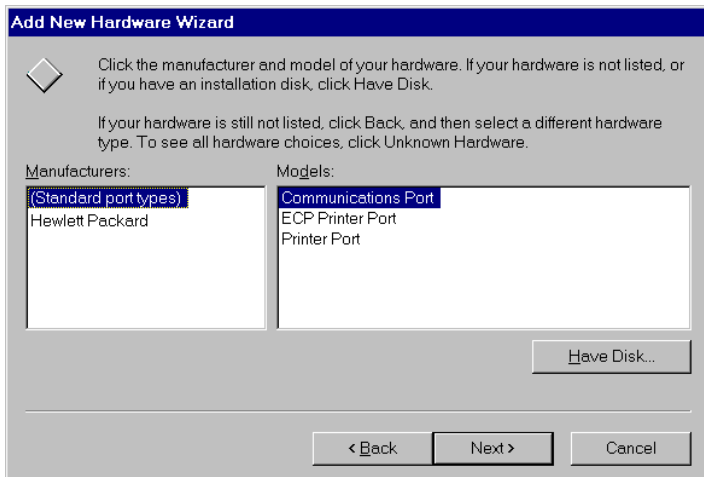 Add New Hardware Wizard
Click the manufacturer and model of your hardware. If your hardware is not listed, or
if you have an installation disk, click Have Disk.
If your hardware is still not listed, click Back, and then select a different hardware
type. To see all hardware choices, click Unknown Hardware.
Manufacturers:
(Standard port types)
Hewlett Packard
Models:
Communications Port
ECP Printer Port
Printer Port
Have Disk...
< Back
Next >
Cancel